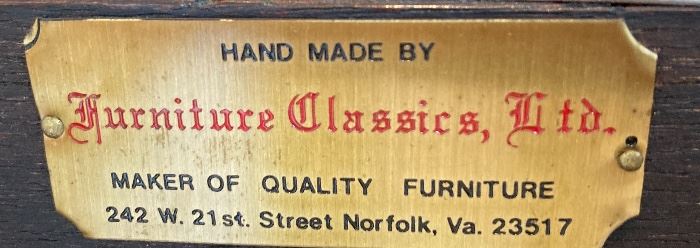 HAND MADE BY
Furniture Classics, Ltd.
MAKER OF QUALITY FURNITURE
242 W. 21st. Street Norfolk, Va. 23517